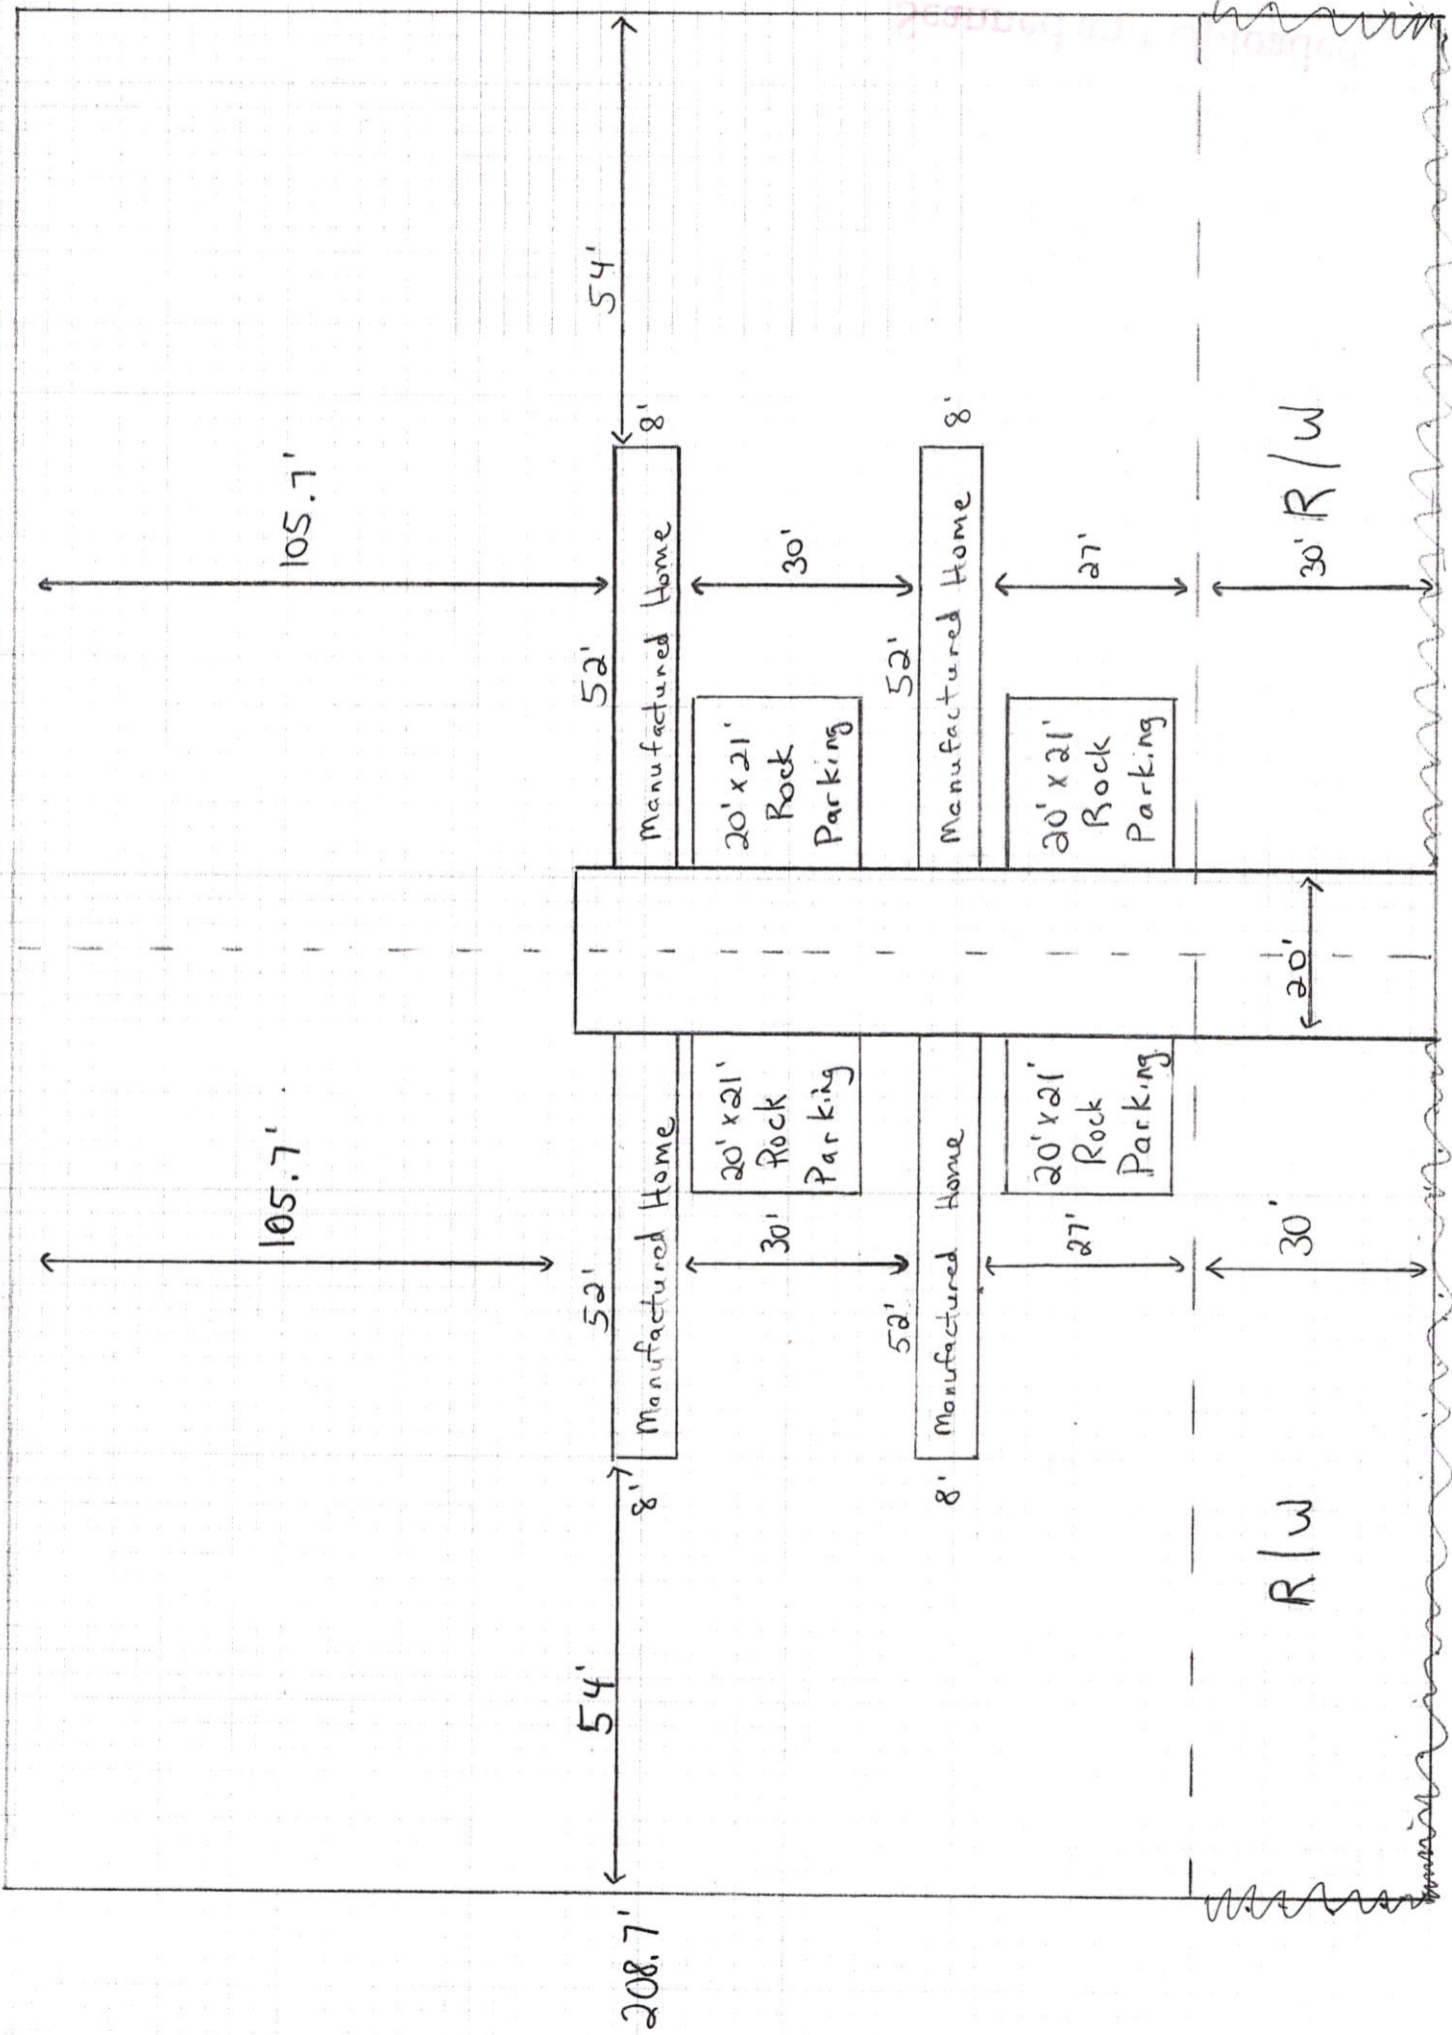 105.7'
105.7'
54'
52'
52'
54'
208.7'
8'
Manufactured Home
Manufactured Home
8'
30'
20'x21'
Rock
Parking
20'x21'
Rock
Parking
30'
52'
52'
8'
Manufactured Home
Manufactured Home
8'
27'
20'x21'
Rock
Parking
20'x21'
Rock
Parking
27'
R/W
30'
20'
30' R/W